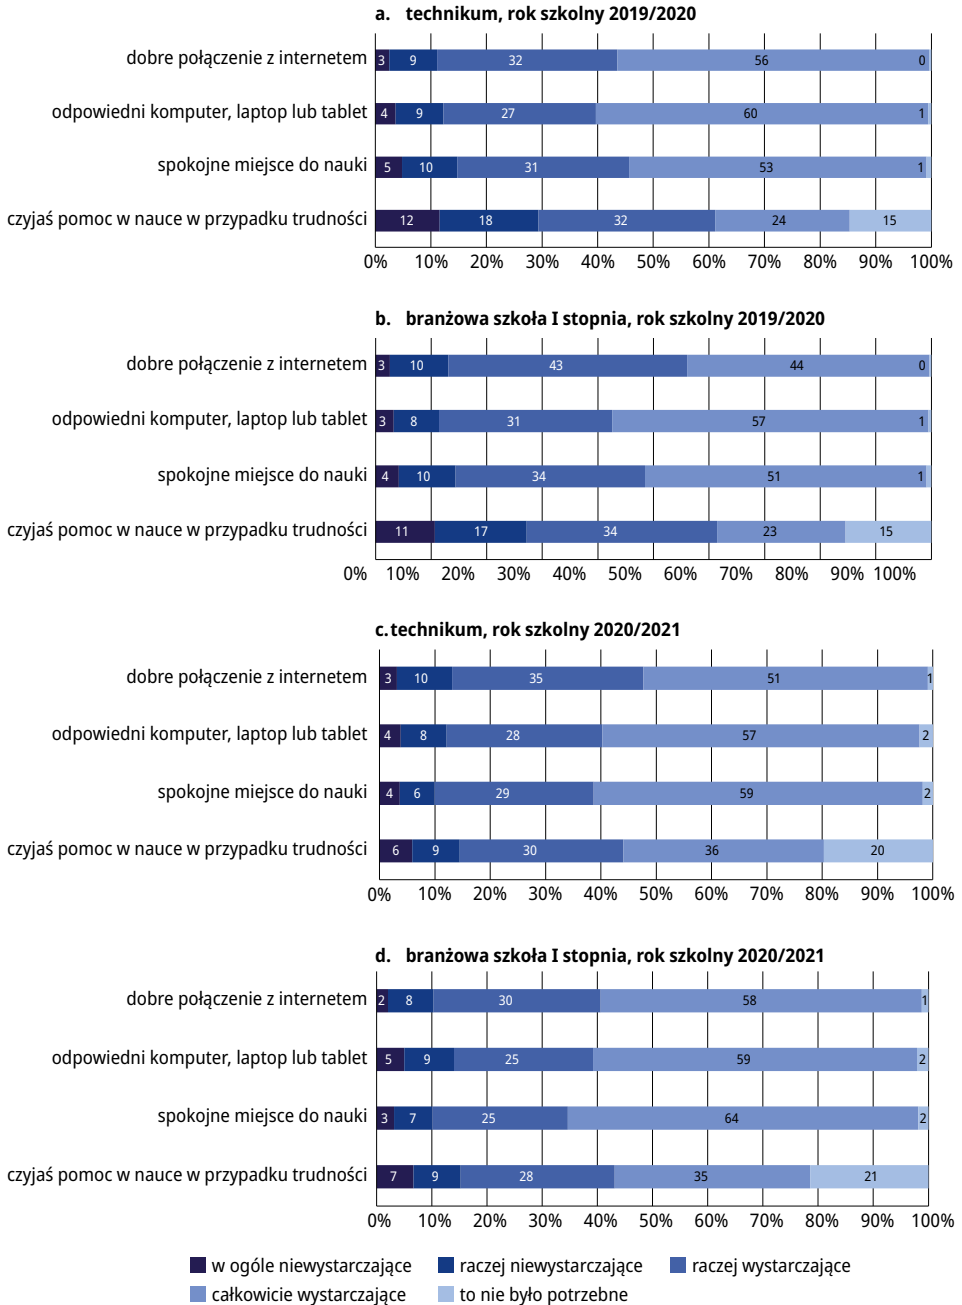 a. technikum, rok szkolny 2019/2020
dobre połączenie z internetem 3 9 32 56 0
odpowiedni komputer, laptop lub tablet 4 9 27 60 1
spokojne miejsce do nauki 5 10 31 53 1
czyjaś pomoc w nauce w przypadku trudności 12 18 32 24 15
0% 10% 20% 30% 40% 50% 60% 70% 80% 90% 100%
b. branżowa szkoła I stopnia, rok szkolny 2019/2020
dobre połączenie z internetem 3 10 43 44 0
odpowiedni komputer, laptop lub tablet 3 8 31 57 1
spokojne miejsce do nauki 4 10 34 51 1
czyjaś pomoc w nauce w przypadku trudności 11 17 34 23 15
0% 10% 20% 30% 40% 50% 60% 70% 80% 90% 100%
c. technikum, rok szkolny 2020/2021
dobre połączenie z internetem 3 10 35 51 1
odpowiedni komputer, laptop lub tablet 4 8 28 57 2
spokojne miejsce do nauki 4 6 29 59 2
czyjaś pomoc w nauce w przypadku trudności 6 9 30 36 20
0% 10% 20% 30% 40% 50% 60% 70% 80% 90% 100%
d. branżowa szkoła I stopnia, rok szkolny 2020/2021
dobre połączenie z internetem 2 8 30 58 1
odpowiedni komputer, laptop lub tablet 5 9 25 59 2
spokojne miejsce do nauki 3 7 25 64 2
czyjaś pomoc w nauce w przypadku trudności 7 9 28 35 21
0% 10% 20% 30% 40% 50% 60% 70% 80% 90% 100%
w ogóle niewystarczające raczej niewystarczające raczej wystarczające
całkowicie wystarczające to nie było potrzebne